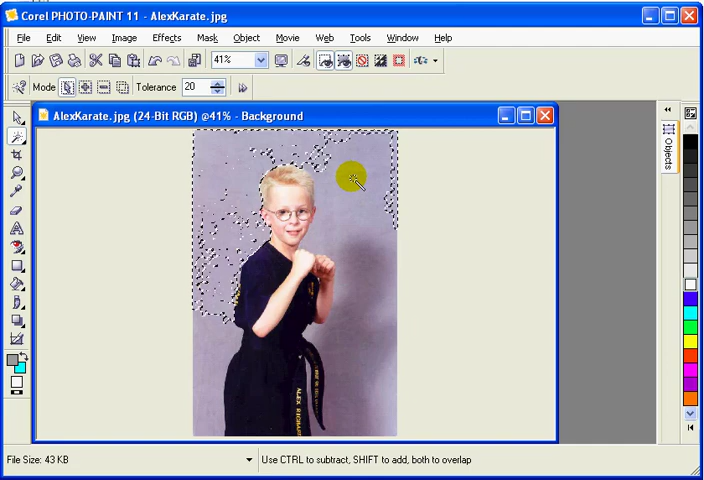 Corel PHOTO-PAINT 11 - AlexKarate.jpg
File Edit View Image Effects Mask Object Movie Web Tools Window Help
41%
Mode Tolerance 20
AlexKarate.jpg (24-Bit RGB) @41% - Background
Objects
ALEX RICHARD
File Size: 43 KB Use CTRL to subtract, SHIFT to add, both to overlap